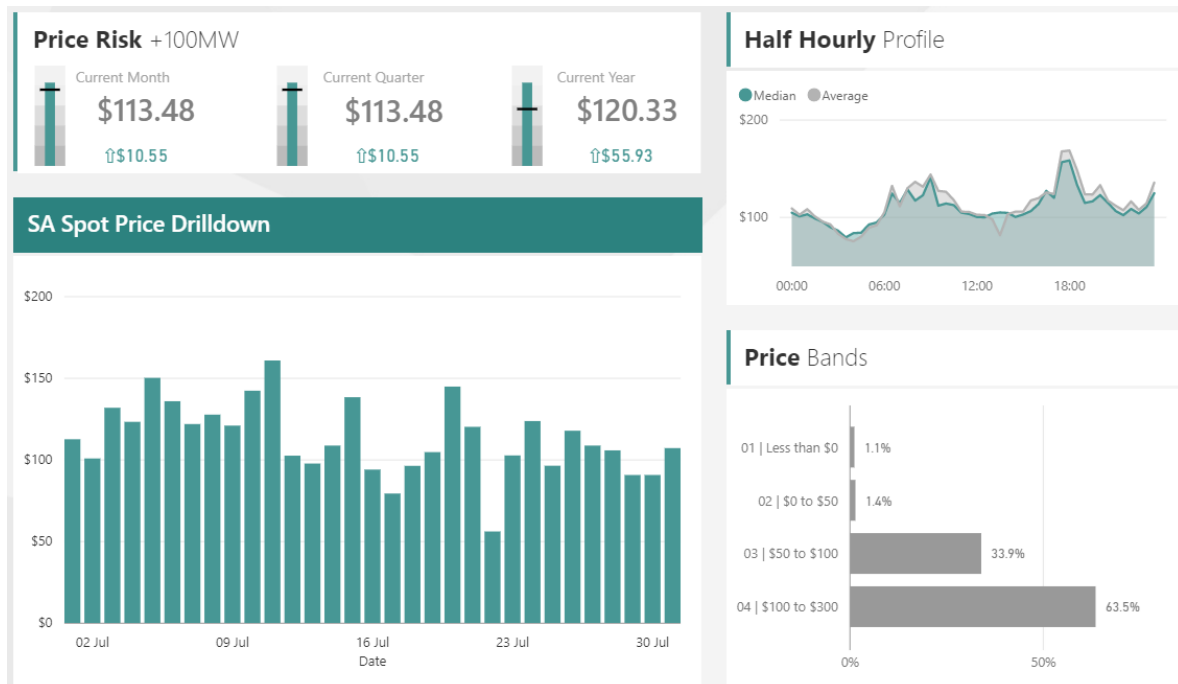 Price Risk +100MW
Current Month
$113.48
⇧$10.55
Current Quarter
$113.48
⇧$10.55
Current Year
$120.33
⇧$55.93
SA Spot Price Drilldown
$200
$150
$100
$50
$0
02 Jul
09 Jul
16 Jul
23 Jul
30 Jul
Date
Half Hourly Profile
Median
Average
$200
$100
00:00
06:00
12:00
18:00
Price Bands
01 | Less than $0
1.1%
02 | $0 to $50
1.4%
03 | $50 to $100
33.9%
04 | $100 to $300
63.5%
0%
50%